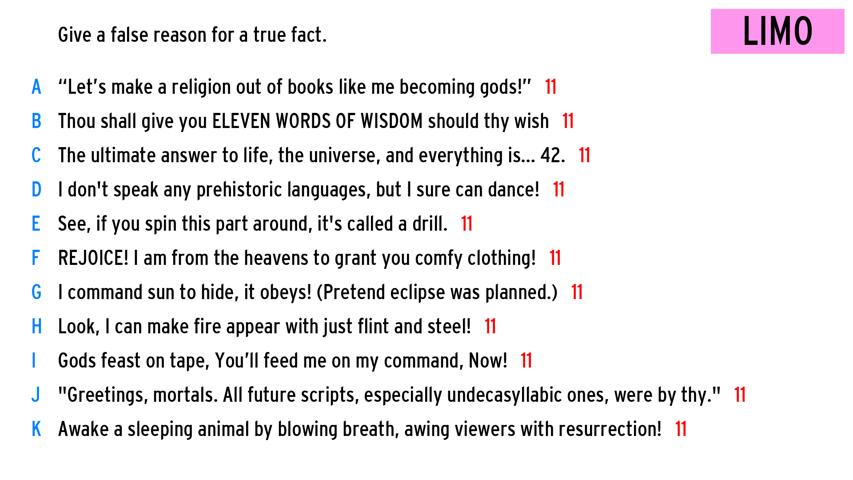 Give a false reason for a true fact.
LIMO
A “Let’s make a religion out of books like me becoming gods!” 11
B Thou shall give you ELEVEN WORDS OF WISDOM should thy wish 11
C The ultimate answer to life, the universe, and everything is... 42. 11
D I don't speak any prehistoric languages, but I sure can dance! 11
E See, if you spin this part around, it's called a drill. 11
F REJOICE! I am from the heavens to grant you comfy clothing! 11
G I command sun to hide, it obeys! (Pretend eclipse was planned.) 11
H Look, I can make fire appear with just flint and steel! 11
I Gods feast on tape, You’ll feed me on my command, Now! 11
J "Greetings, mortals. All future scripts, especially undecasyllabic ones, were by thy." 11
K Awake a sleeping animal by blowing breath, awing viewers with resurrection! 11